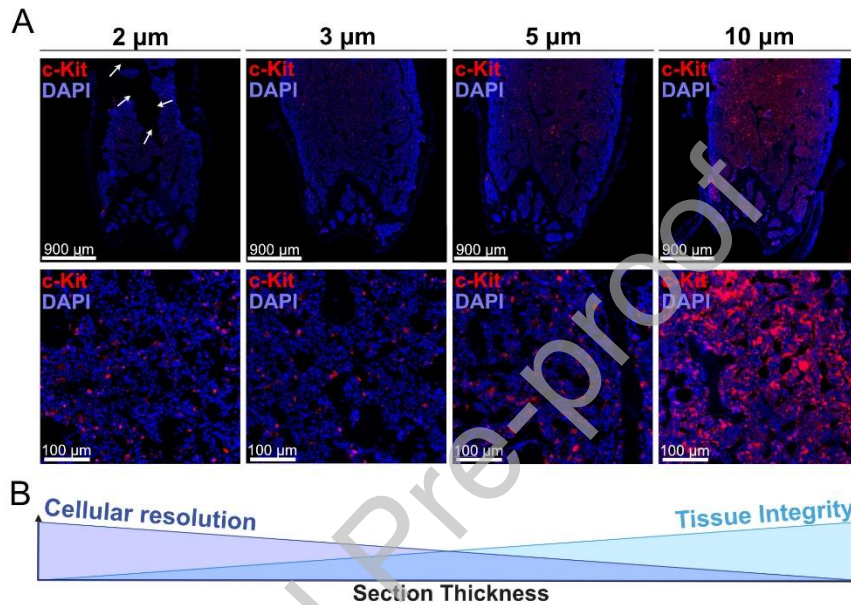 A
2 µm 3 µm 5 µm 10 µm
c-Kit c-Kit c-Kit c-Kit
DAPI DAPI DAPI DAPI
900 µm 900 µm 900 µm 900 µm
c-Kit c-Kit c-Kit c-Kit
DAPI DAPI DAPI DAPI
100 µm 100 µm 100 µm 100 µm
B
Cellular resolution Tissue Integrity
Section Thickness
l Pre-proof